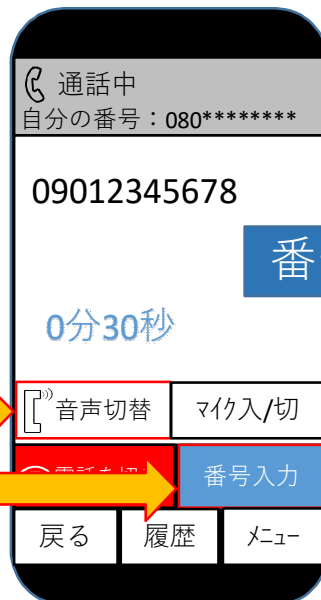 通話中
自分の番号：080********
09012345678
番
0分30秒
音声切替 マイク入/切
番号入力
戻る 履歴 メニュー